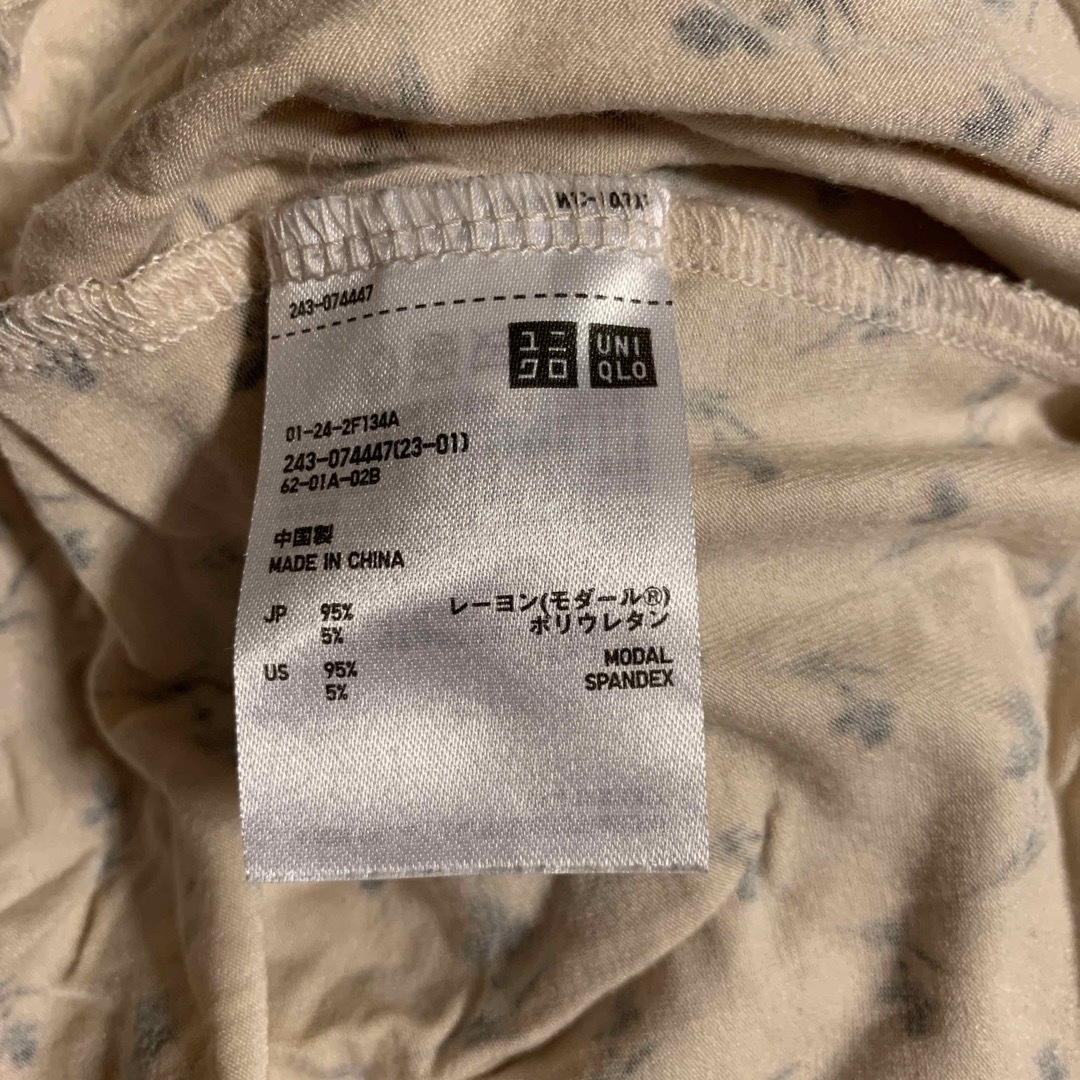 243-074447
ユニ UNI
クロ QLO
01-24-2F134A
243-074447(23-01)
62-01A-02B
中国製
MADE IN CHINA
JP 95% レーヨン(モダール®)
5% ポリウレタン
US 95% MODAL
5% SPANDEX